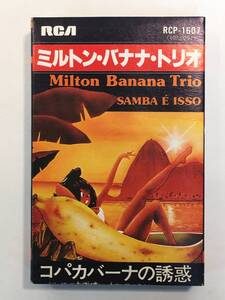 RCA
RCP-1607
ミルトン・バナナ・トリオ
Milton Banana Trio
SAMBA É ISSO
コパカバーナの誘惑